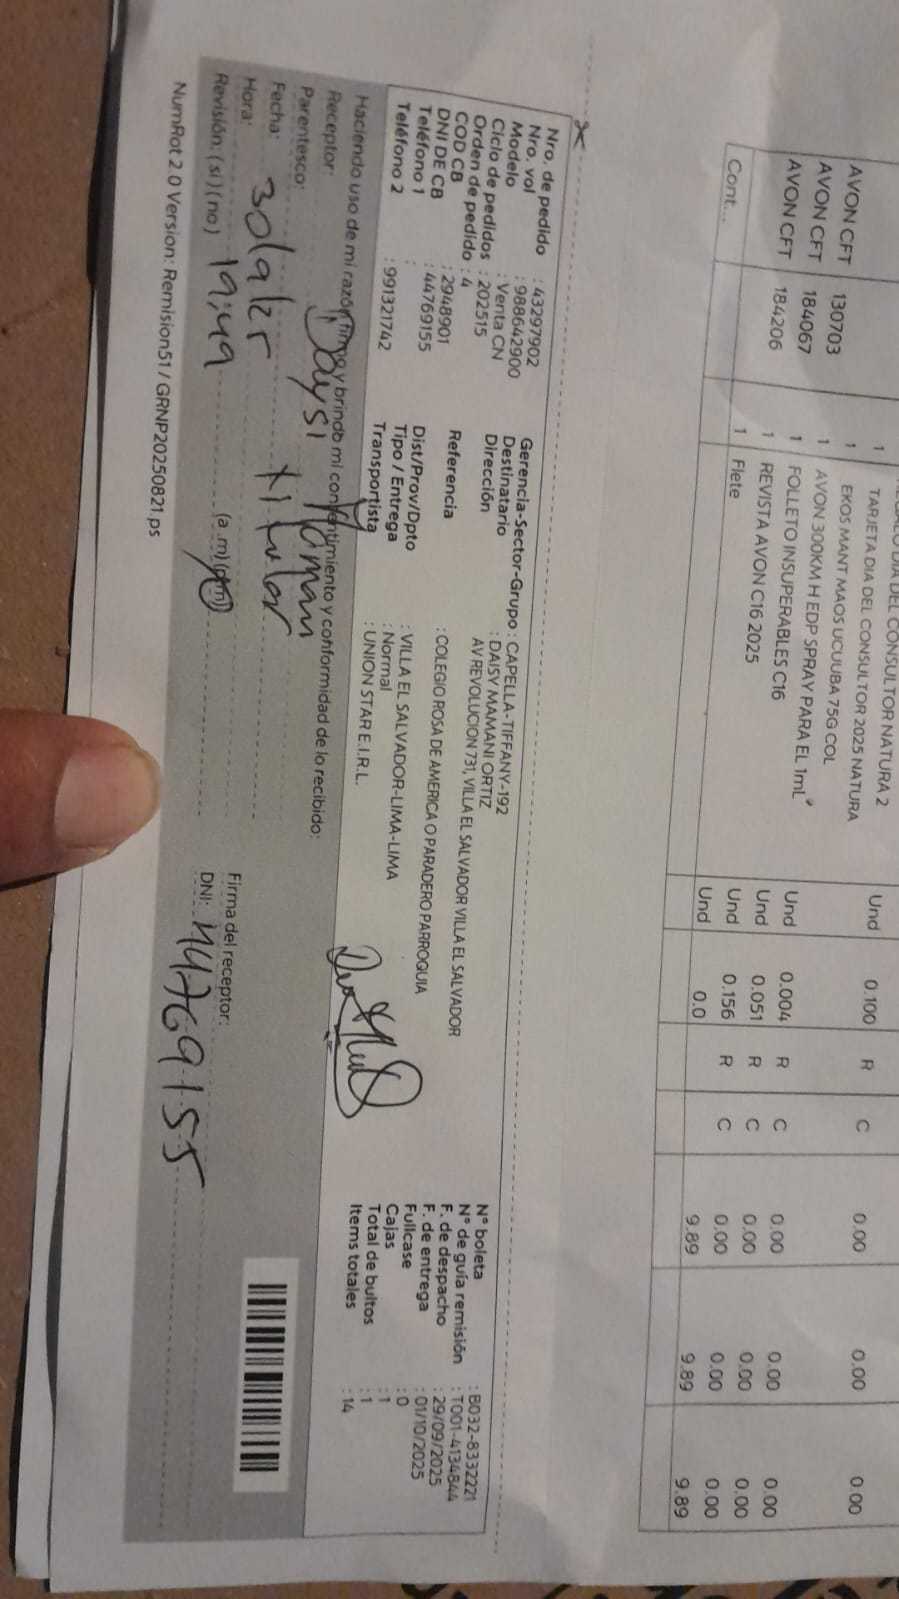 TARJETA DIA DEL CONSULTOR NATURA 2
1
AVON CFT 130703 1 EKOS MANT MAOS UCUUBA 75G COL Und 0.100 R C 0.00 0.00 0.00
AVON CFT 184067 1 AVON 300KM H EDP SPRAY PARA EL 1mL
AVON CFT 184206 1 FOLLETO INSUPERABLES C16 Und 0.004 R C 0.00 0.00 0.00
1 REVISTA AVON C16 2025 Und 0.051 R C 0.00 0.00 0.00
Cont... 1 Flete Und 0.156 R C 0.00 0.00 0.00
Und 0.0 9.89 9.89 9.89
Nro. de pedido : 43297902
Nro. vol : 988642900
Modelo : Venta CN
Ciclo de pedidos : 202515
Orden de pedido : 4
COD CB : 2948901
DNI DE CB : 44769155
Teléfono 1 :
Teléfono 2 : 991321742
Gerencia-Sector-Grupo : CAPELLA-TIFFANY-192
Destinatario : DAISY MAMANI ORTIZ
Dirección AV REVOLUCION 731, VILLA EL SALVADOR VILLA EL SALVADOR
Referencia : COLEGIO ROSA DE AMERICA O PARADERO PARROQUIA
Dist/Prov/Dpto : VILLA EL SALVADOR-LIMA-LIMA
Tipo / Entrega : Normal
Transportista : UNION STAR E.I.R.L.
N° boleta : B032-8332221
N° de guía remisión : T001-4134844
F. de despacho : 29/09/2025
F. de entrega : 01/10/2025
Fullcase : 0
Cajas : 1
Total de bultos : 1
Items totales : 14
Haciendo uso de mi razón, firmo y brindo mi consentimiento y conformidad de lo recibido:
Receptor: Daysi Mamani
Parentesco: titular
Fecha:
Hora: 19:49 (a.m)(pm)
Revisión: (si)(no)
Firma del receptor:
DNI: 44769155
NumRot 2.0 Version: Remision51 / GRNP20250821.ps